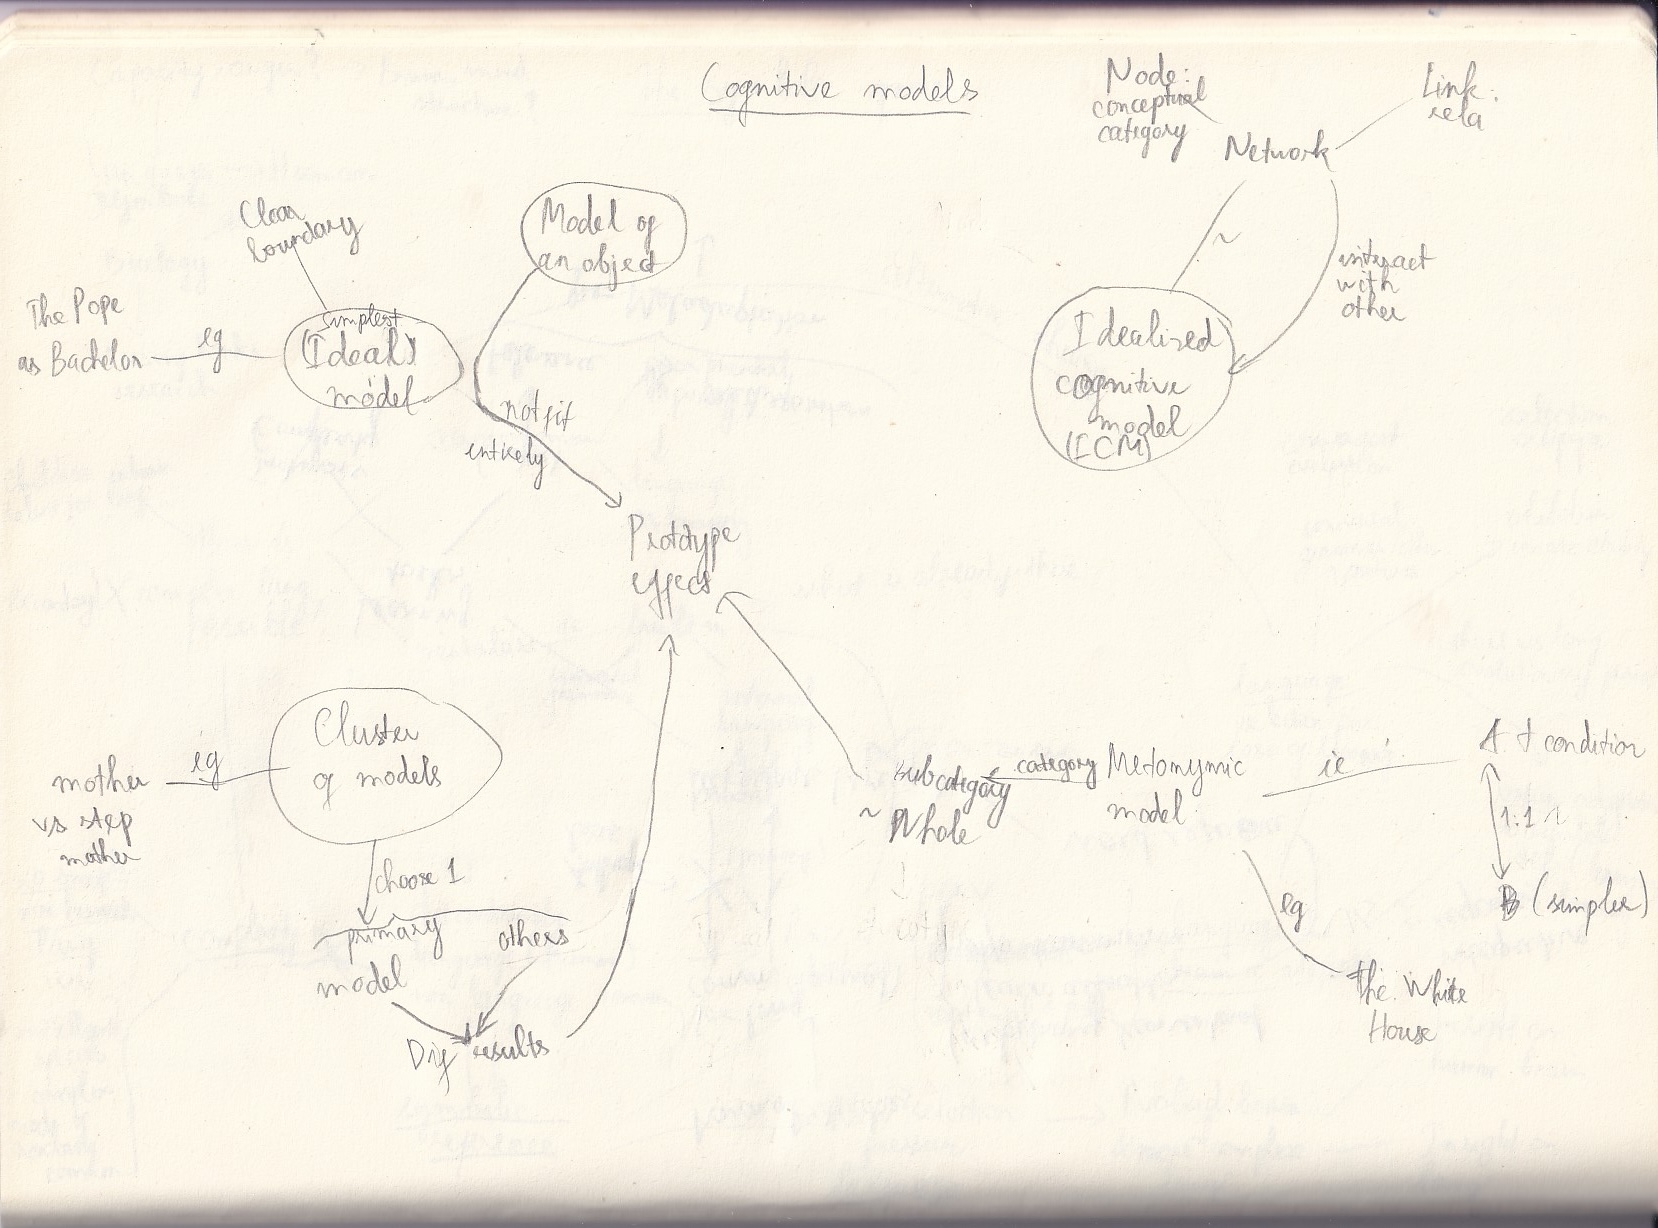 Cognitive models
Node:
conceptual
category
Link:
rela
Network
~
interact
with
other
Idealized
cognitive
model
(ICM)
Clear
boundary
Model of
an object
The Pope
as Bachelor
eg
simplest
(Ideal)
model
not fit
entirely
Prototype
effects
Cluster
of models
eg
mother
vs step
mother
choose 1
primary
model
others
Dif results
subcategory
~ Whole
category
Metonymic
model
ie
A + condition
1:1
B (simpler)
eg
the White
House